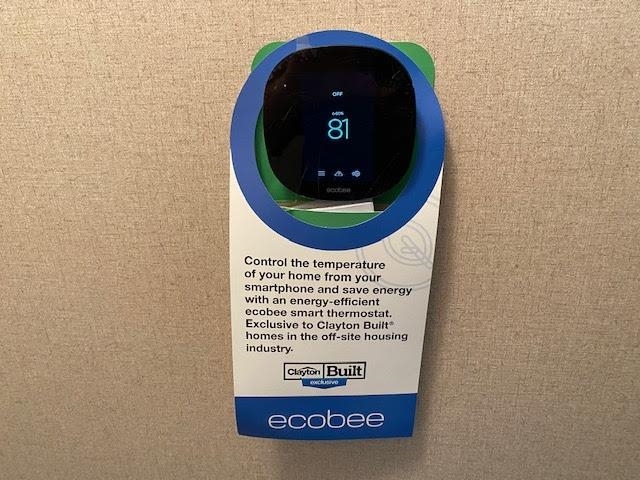 OFF
81
ecobee
Control the temperature
of your home from your
smartphone and save energy
with an energy-efficient
ecobee smart thermostat.
Exclusive to Clayton Built®
homes in the off-site housing
industry.
Clayton Built
exclusive
ecobee